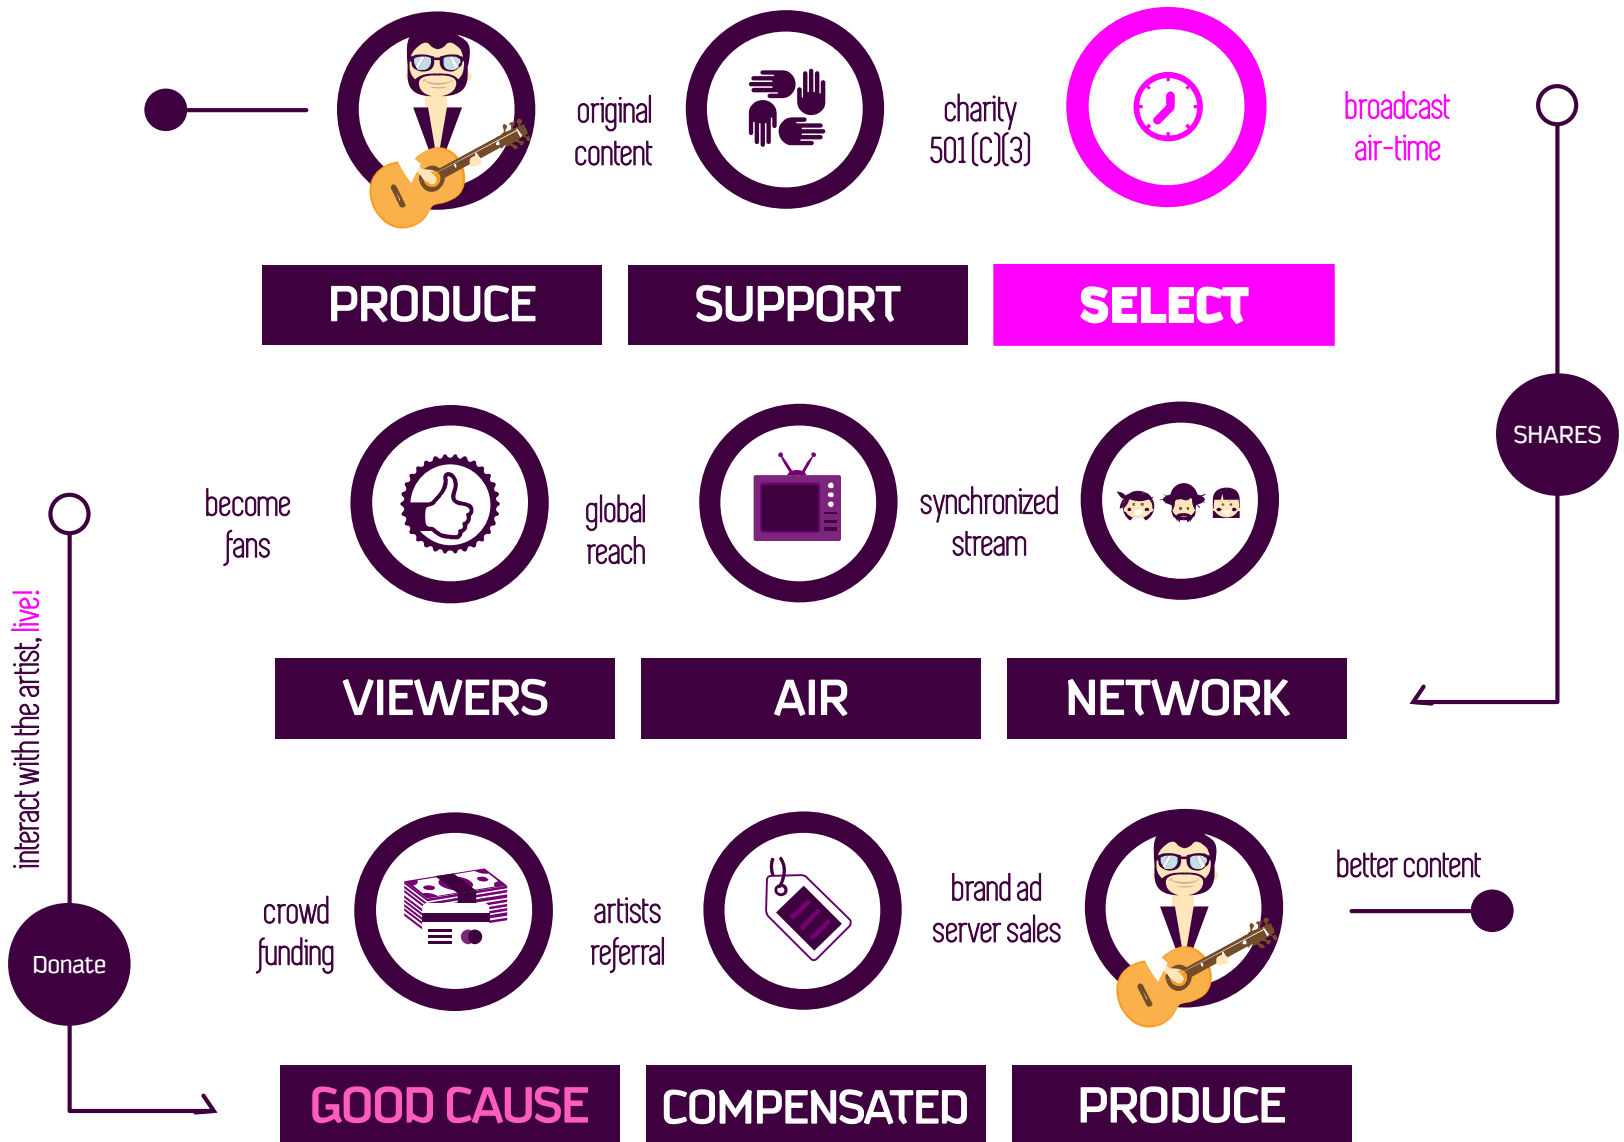 original
content
charity
501 (C)(3)
broadcast
air-time
PRODUCE
SUPPORT
SELECT
SHARES
become
fans
global
reach
synchronized
stream
interact with the artist, live!
VIEWERS
AIR
NETWORK
Donate
crowd
funding
artists
referral
brand ad
server sales
better content
GOOD CAUSE
COMPENSATED
PRODUCE